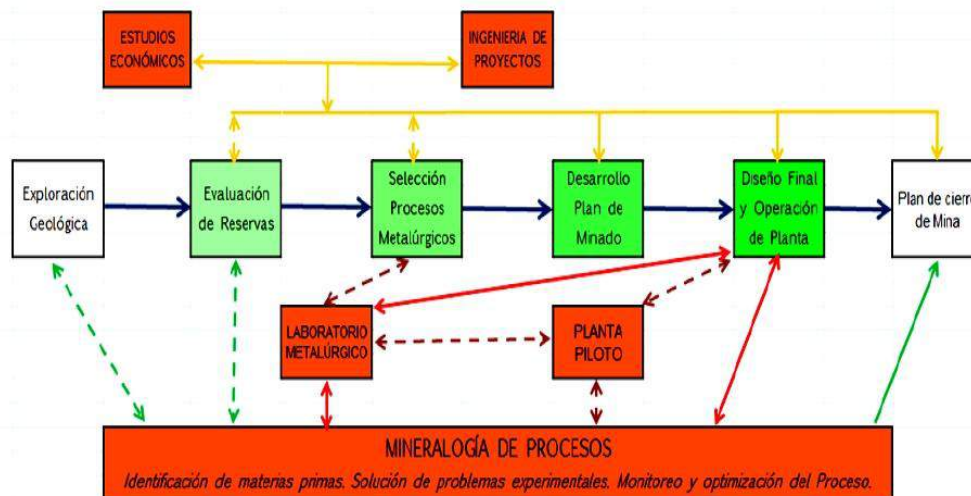 ESTUDIOS
ECONÓMICOS
INGENIERIA DE
PROYECTOS
Exploración
Geológica
Evaluación
de Reservas
Selección
Procesos
Metalúrgicos
Desarrollo
Plan de
Minado
Diseño Final
y Operación
de Planta
Plan de cierre
de Mina
LABORATORIO
METALÚRGICO
PLANTA
PILOTO
MINERALOGÍA DE PROCESOS
Identificación de materias primas. Solución de problemas experimentales. Monitoreo y optimización del Proceso.